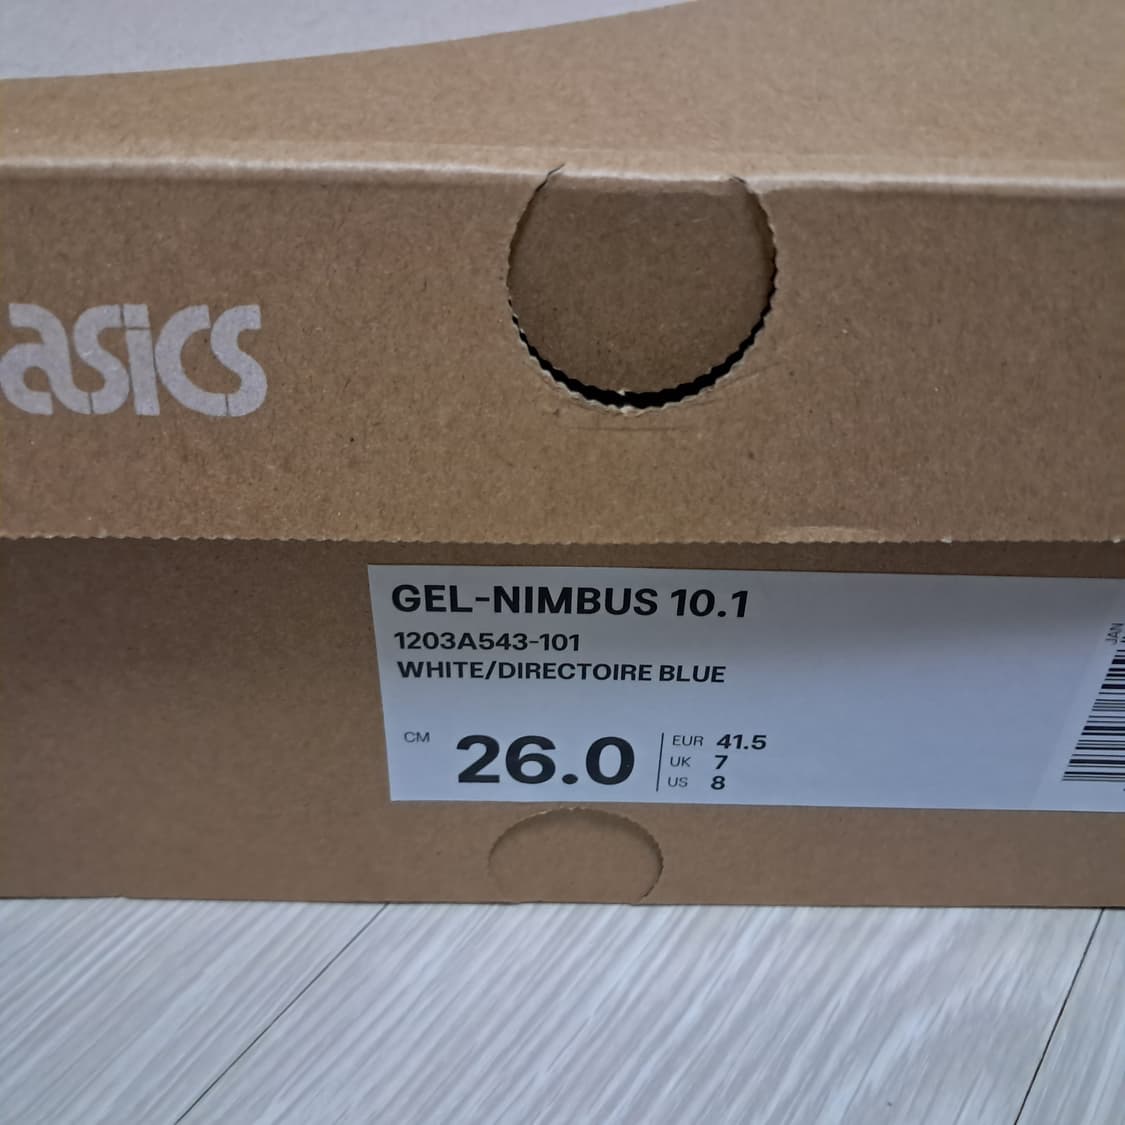 asics
GEL-NIMBUS 10.1
1203A543-101
WHITE/DIRECTOIRE BLUE
CM 26.0
EUR 41.5
UK 7
US 8
JAN